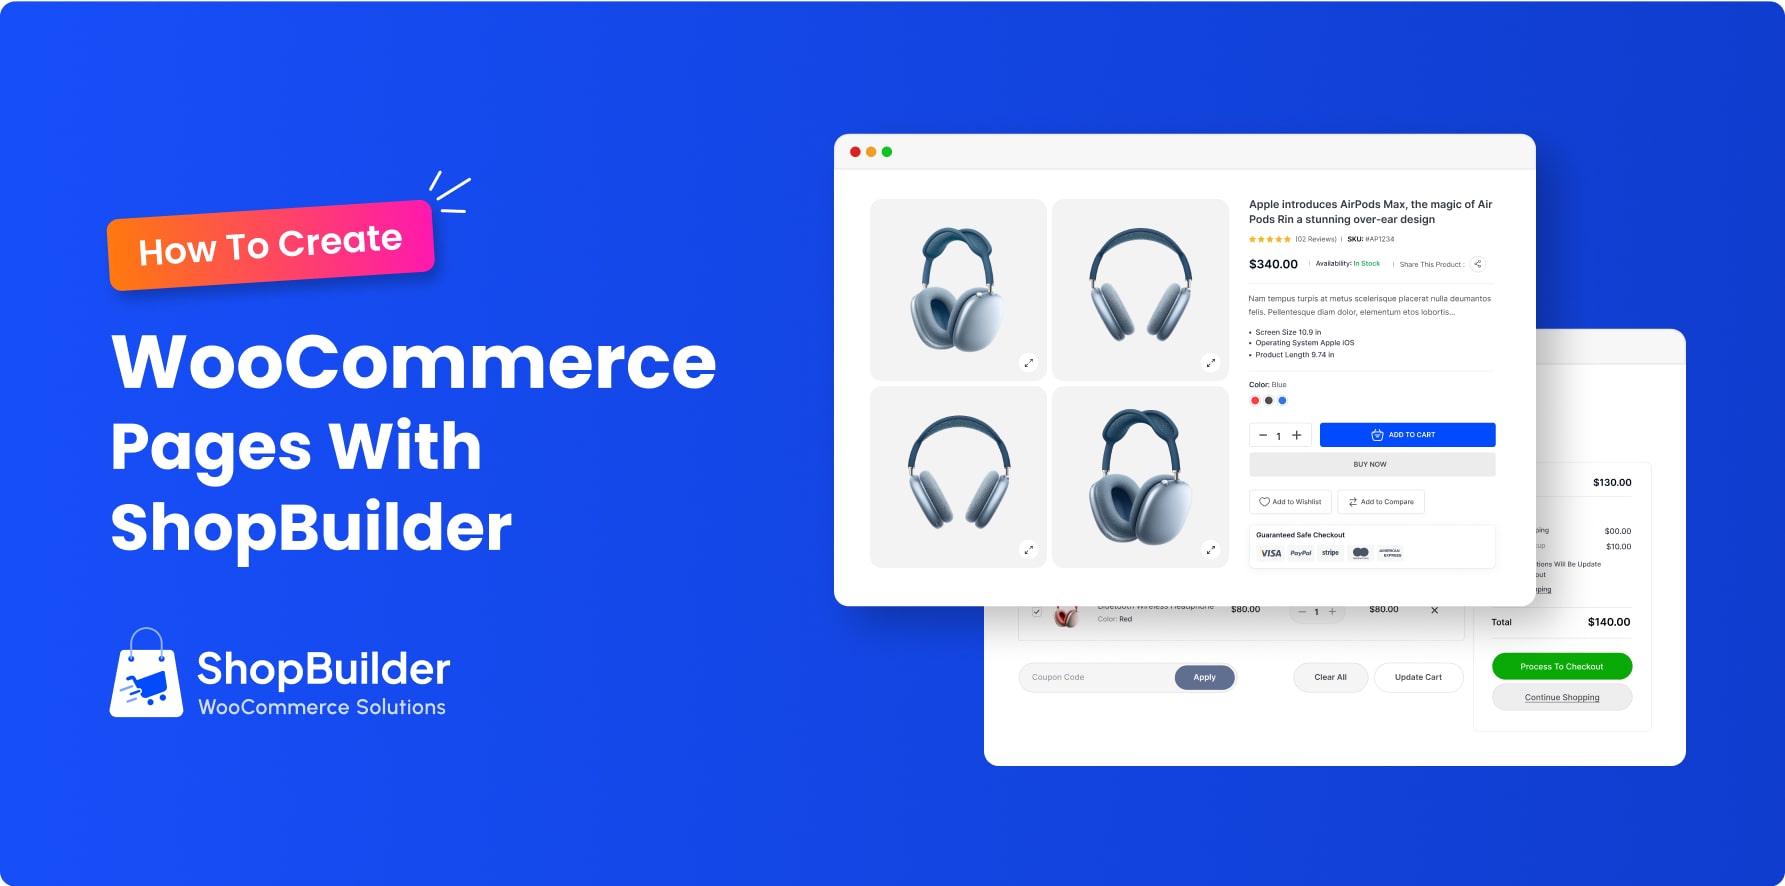 How To Create
WooCommerce
Pages With
ShopBuilder
ShopBuilder
WooCommerce Solutions
Apple introduces AirPods Max, the magic of Air
Pods Rin a stunning over-ear design
(02 Reviews) | SKU: #AP1234
$340.00 | Availability: In Stock | Share This Product :
Nam tempus turpis at metus scelerisque placerat nulla deumantos
felis. Pellentesque diam dolor, elementum etos lobortis...
• Screen Size 10.9 in
• Operating System Apple iOS
• Product Length 9.74 in
Color: Blue
1 ADD TO CART
BUY NOW
Add to Wishlist Add to Compare
Guaranteed Safe Checkout
VISA PayPal stripe AMERICAN EXPRESS
Bluetooth Wireless Headphone $80.00 1 $80.00
Color: Red
Coupon Code Apply Clear All Update Cart
$130.00
$00.00
$10.00
Will Be Update
Total $140.00
Process To Checkout
Continue Shopping